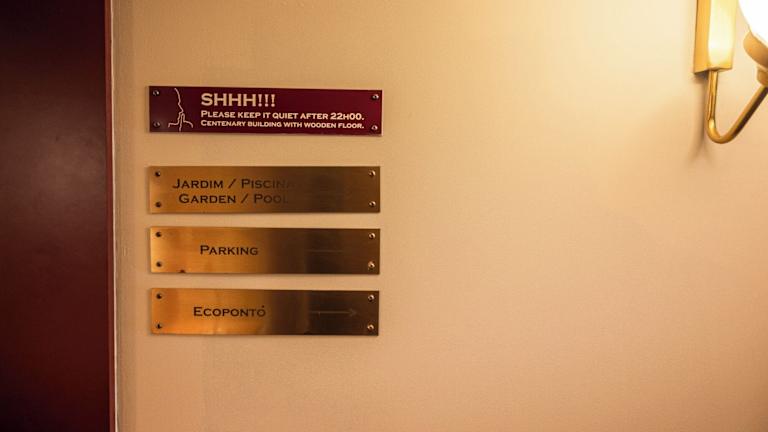 SHHH!!!
PLEASE KEEP IT QUIET AFTER 22H00.
CENTENARY BUILDING WITH WOODEN FLOOR.
JARDIM / PISCINA
GARDEN / POOL
PARKING
ECOPONTO